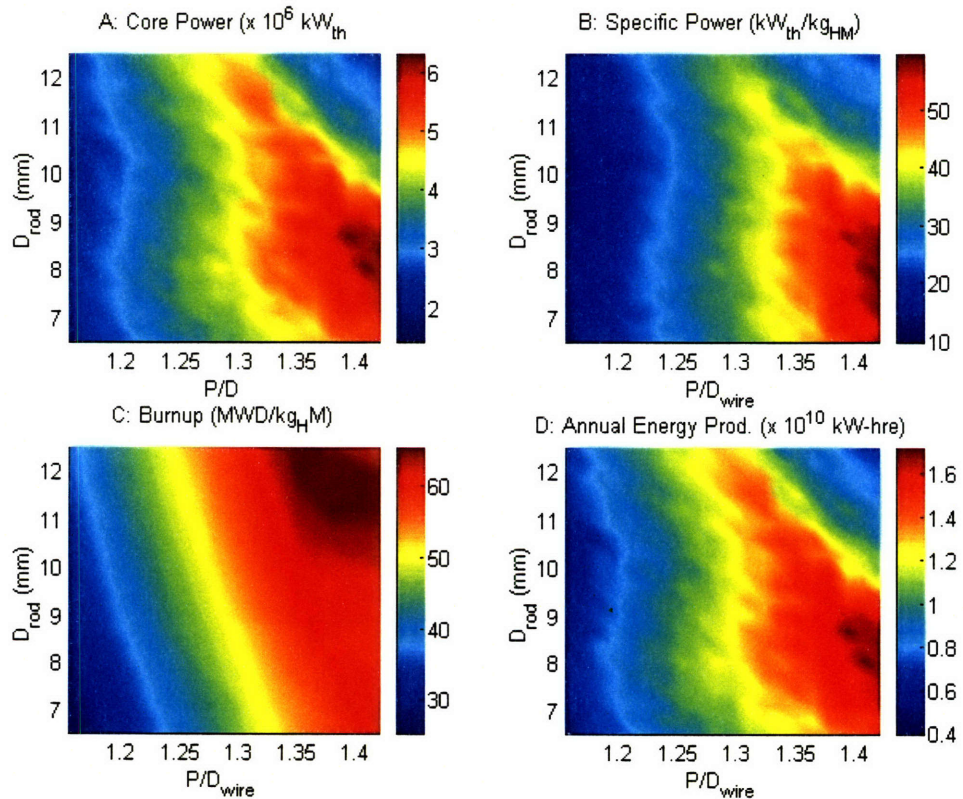 A: Core Power (x 10^6 kW_th
D_rod (mm)
12
11
10
9
8
7
1.2 1.25 1.3 1.35 1.4
P/D
6
5
4
3
2
B: Specific Power (kW_th/kg_HM)
D_rod (mm)
12
11
10
9
8
7
1.2 1.25 1.3 1.35 1.4
P/D_wire
50
40
30
20
10
C: Burnup (MWD/kg_HM)
D_rod (mm)
12
11
10
9
8
7
1.2 1.25 1.3 1.35 1.4
P/D_wire
60
50
40
30
D: Annual Energy Prod. (x 10^10 kW-hre)
D_rod (mm)
12
11
10
9
8
7
1.2 1.25 1.3 1.35 1.4
P/D_wire
1.6
1.4
1.2
1
0.8
0.6
0.4